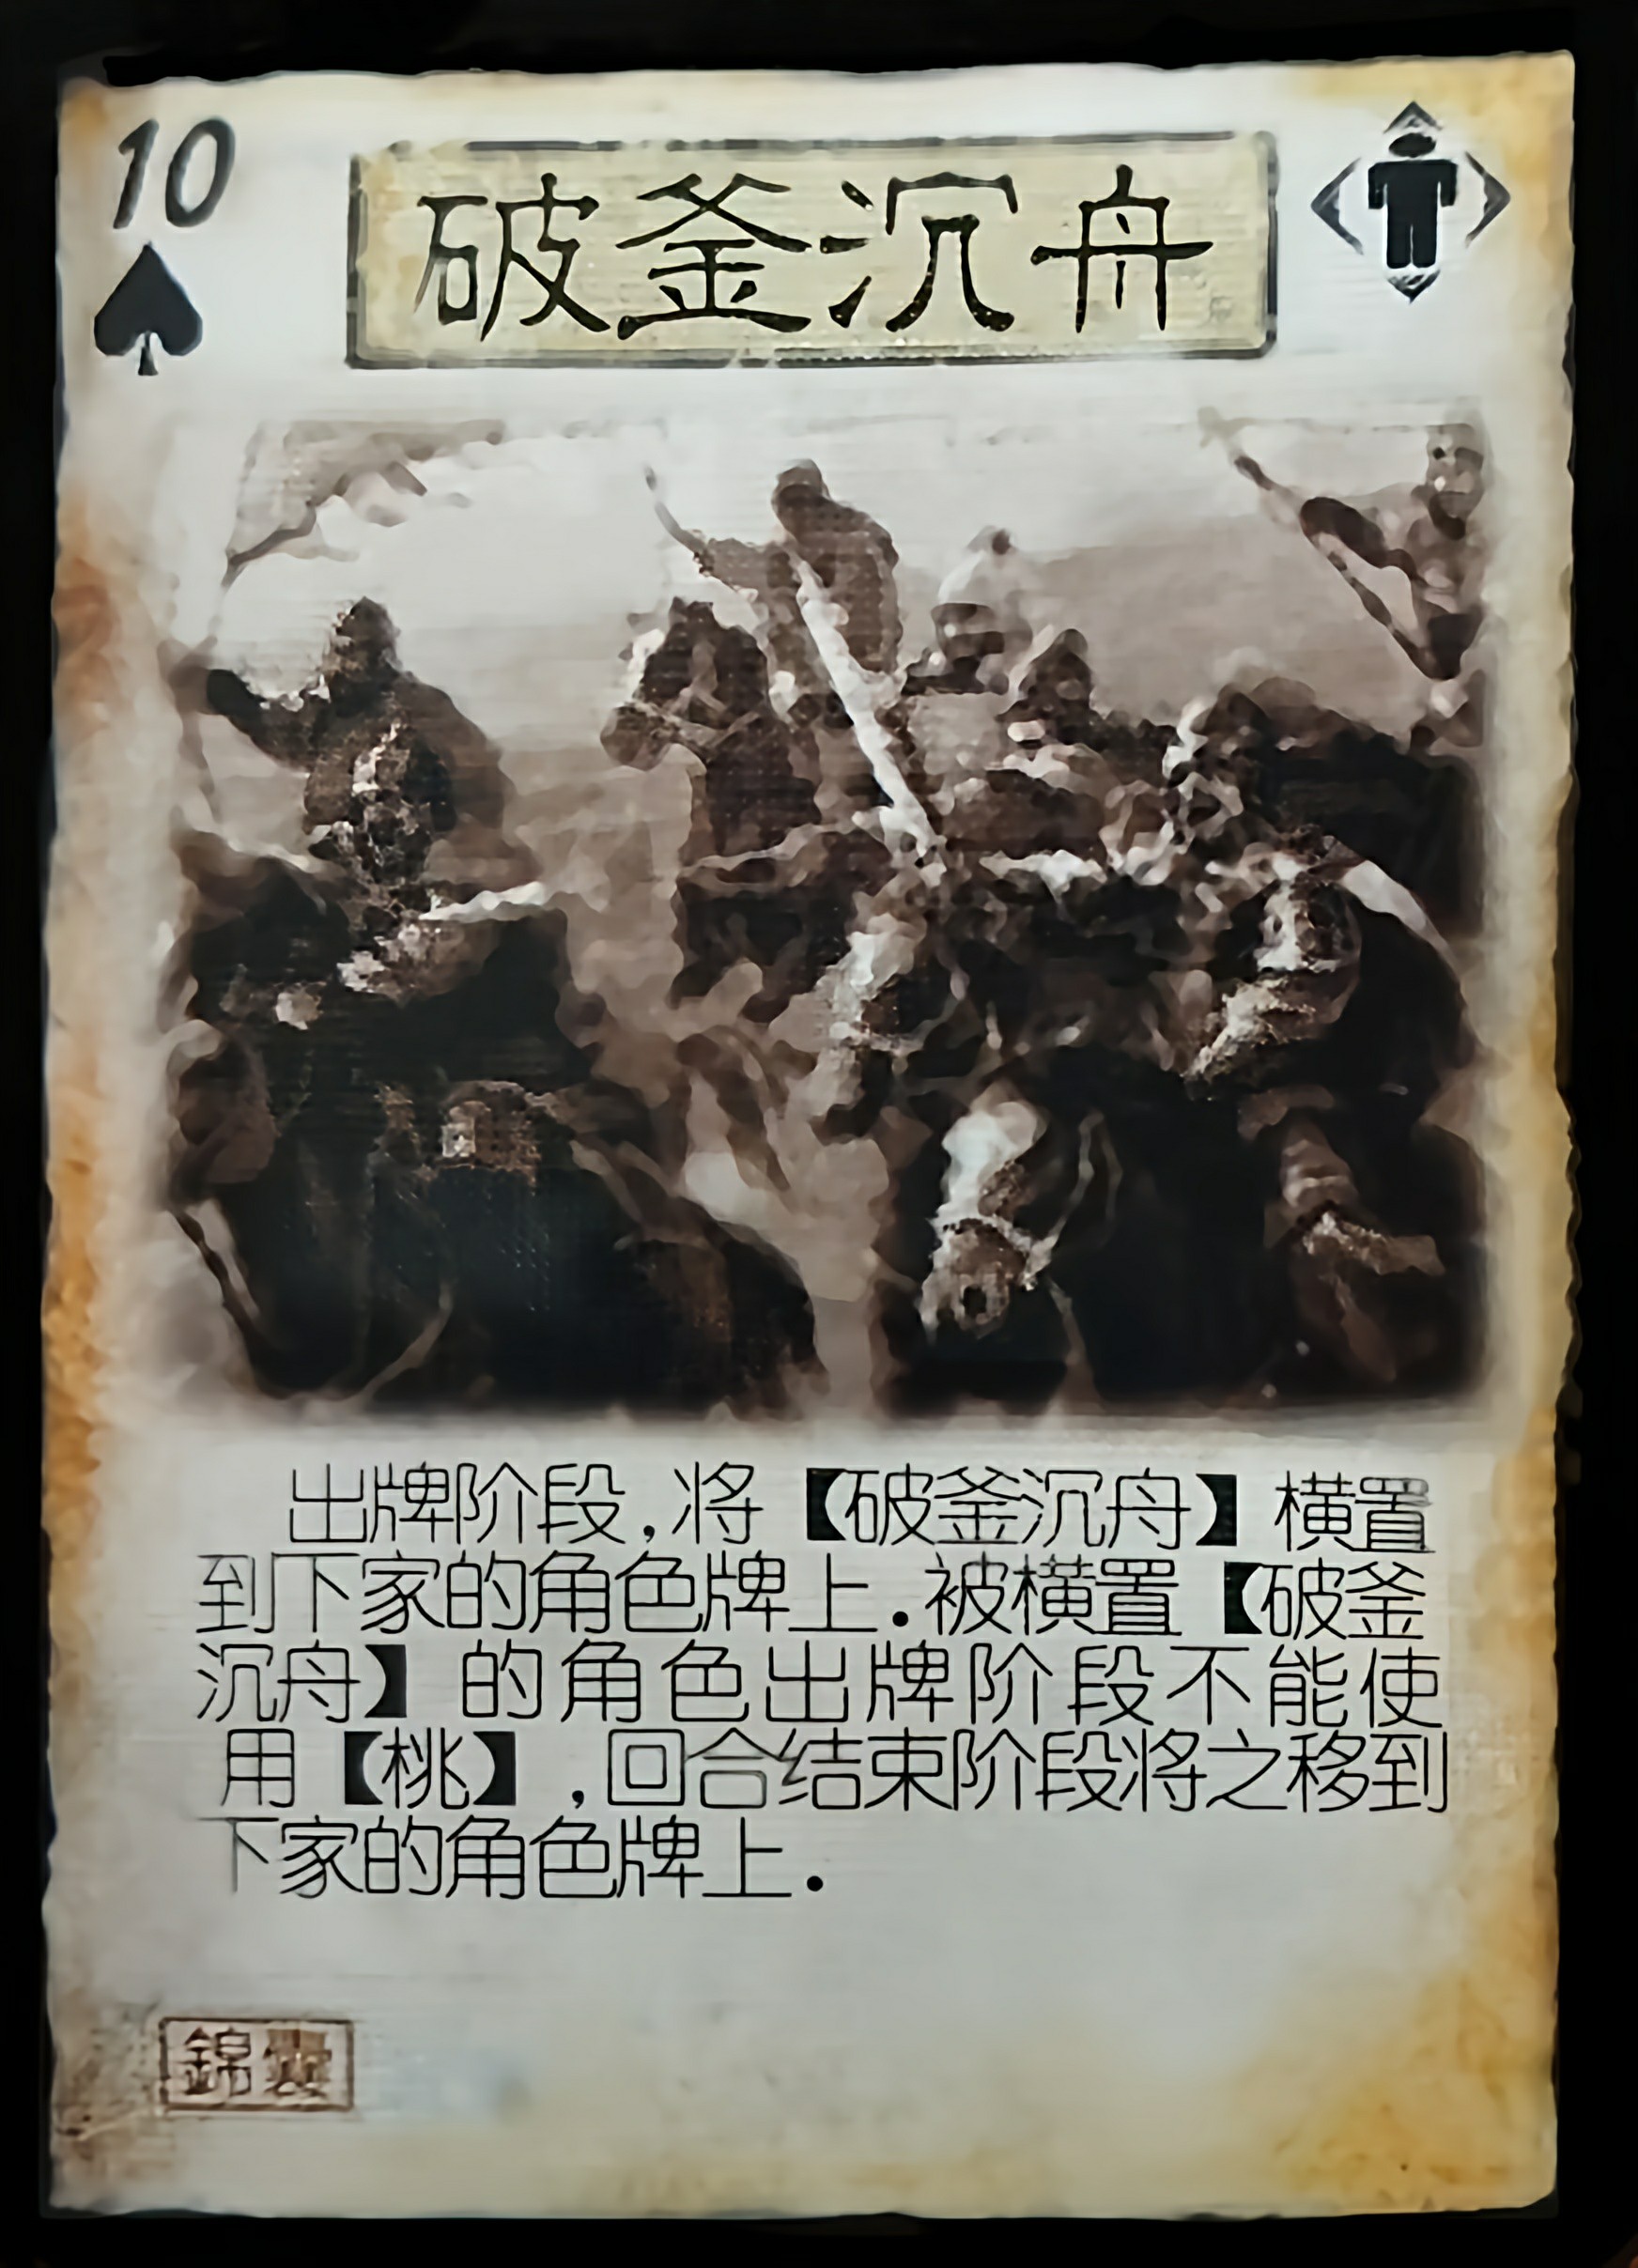 10
破釜沉舟
出牌阶段,将【破釜沉舟】横置
到下家的角色牌上.被横置【破釜
沉舟】的角色出牌阶段不能使
用【桃】,回合结束阶段将之移到
下家的角色牌上.
錦囊